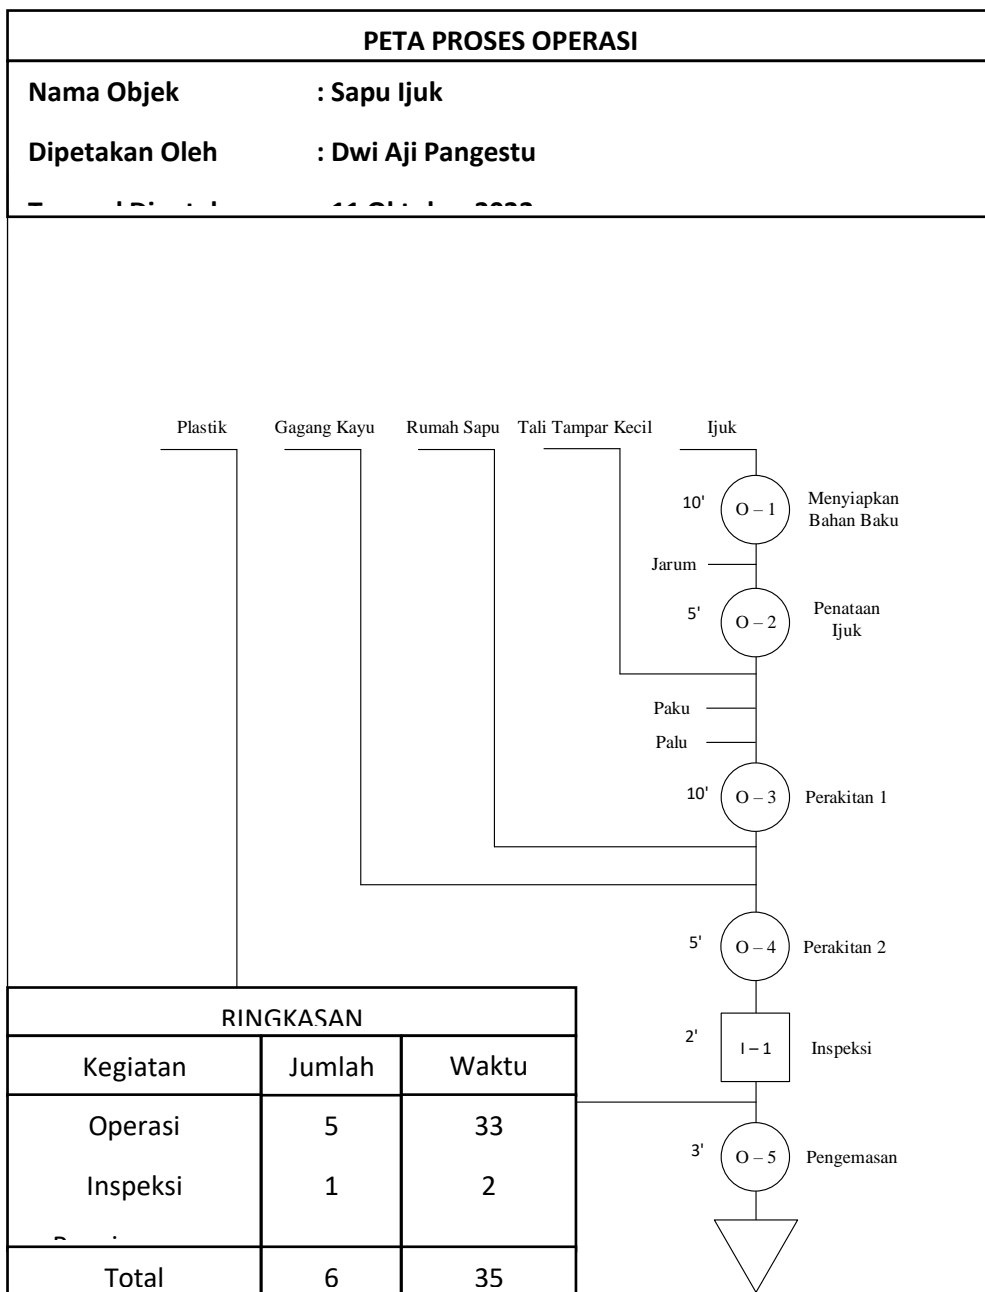 PETA PROSES OPERASI
Nama Objek : Sapu Ijuk
Dipetakan Oleh : Dwi Aji Pangestu
Plastik Gagang Kayu Rumah Sapu Tali Tampar Kecil Ijuk
10' O – 1 Menyiapkan
Bahan Baku
Jarum
5' O – 2 Penataan
Ijuk
Paku
Palu
10' O – 3 Perakitan 1
5' O – 4 Perakitan 2
2' I – 1 Inspeksi
3' O – 5 Pengemasan
RINGKASAN
Kegiatan Jumlah Waktu
Operasi 5 33
Inspeksi 1 2
Total 6 35